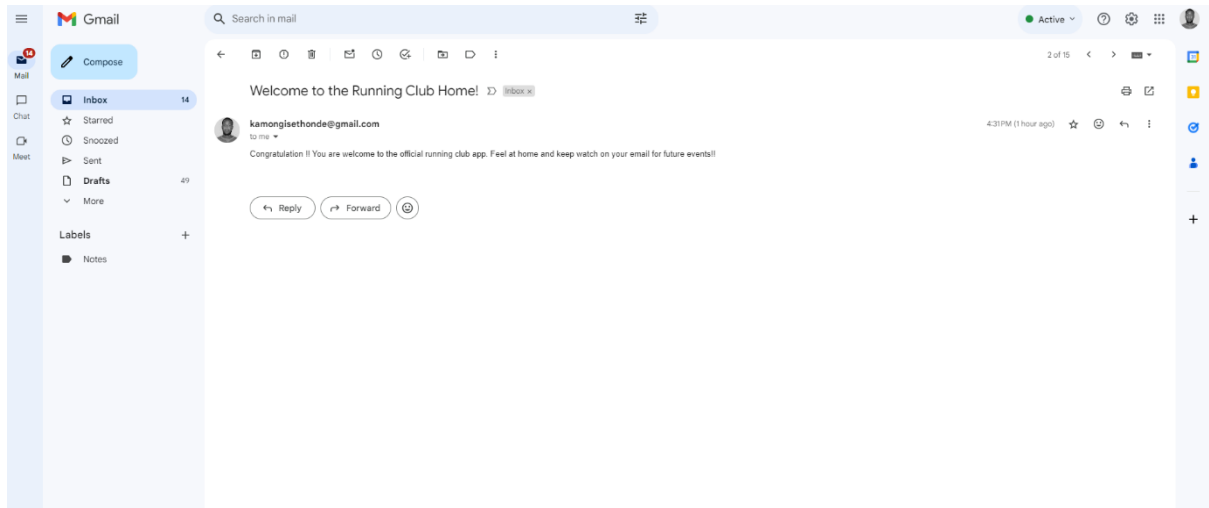 Gmail
Search in mail
Active
14
Mail
Compose
2 of 15
Inbox 14
Welcome to the Running Club Home! Inbox x
Chat
Starred
kamongisethonde@gmail.com
4:31 PM (1 hour ago)
to me
Snoozed
Meet
Sent
Congratulation !! You are welcome to the official running club app. Feel at home and keep watch on your email for future events!!
Drafts 49
More
Reply
Forward
Labels
Notes